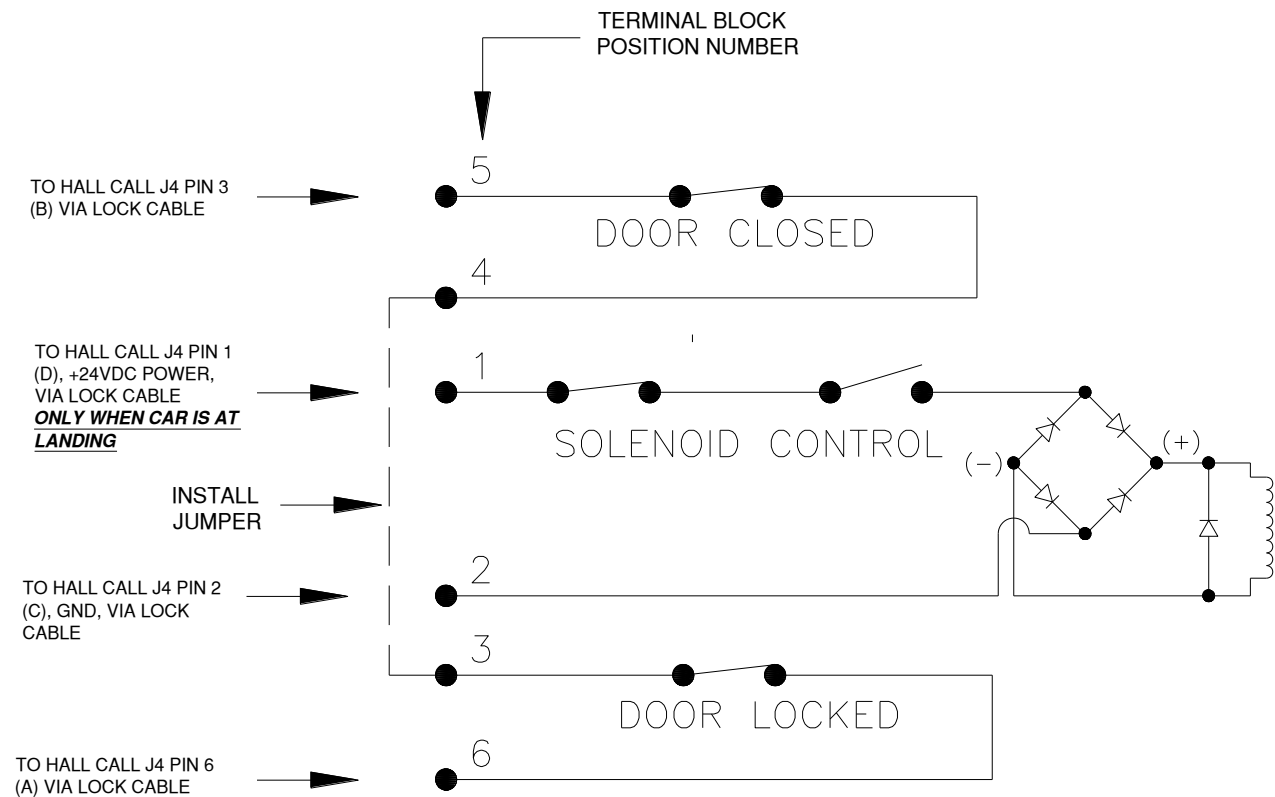 TERMINAL BLOCK
POSITION NUMBER
5
TO HALL CALL J4 PIN 3
(B) VIA LOCK CABLE
DOOR CLOSED
4
TO HALL CALL J4 PIN 1
(D), +24VDC POWER,
VIA LOCK CABLE
ONLY WHEN CAR IS AT
LANDING
1
SOLENOID CONTROL
(-)
(+)
INSTALL
JUMPER
TO HALL CALL J4 PIN 2
(C), GND, VIA LOCK
CABLE
2
3
DOOR LOCKED
TO HALL CALL J4 PIN 6
(A) VIA LOCK CABLE
6